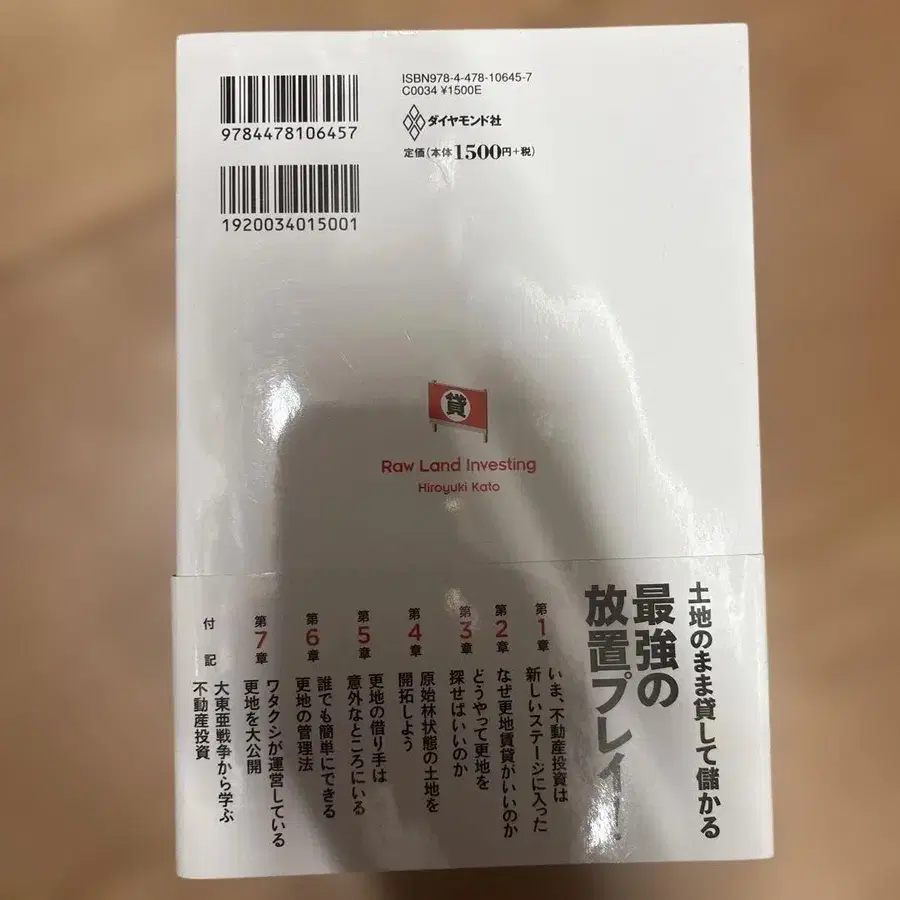 ISBN978-4-478-10645-7
C0034 ¥1500E
9784478106457
ダイヤモンド社
定価(本体1500円+税)
1920034015001
貸
Raw Land Investing
Hiroyuki Kato
土地のまま貸して儲かる
最強の
放置プレイ!
第1章
いま、不動産投資は
新しいステージに入った
第2章
なぜ更地賃貸がいいのか
第3章
どうやって更地を
探せばいいのか
第4章
原始林状態の土地を
開拓しよう
第5章
更地の借り手は
意外なところにいる
第6章
誰でも簡単にできる
更地の管理法
第7章
ワタクシが運営している
更地を大公開
付記
大東亜戦争から学ぶ
不動産投資